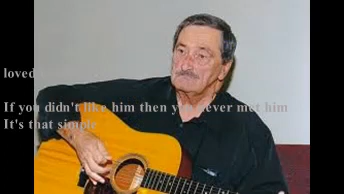 loved
If you didn't like him then you never met him
It's that simple